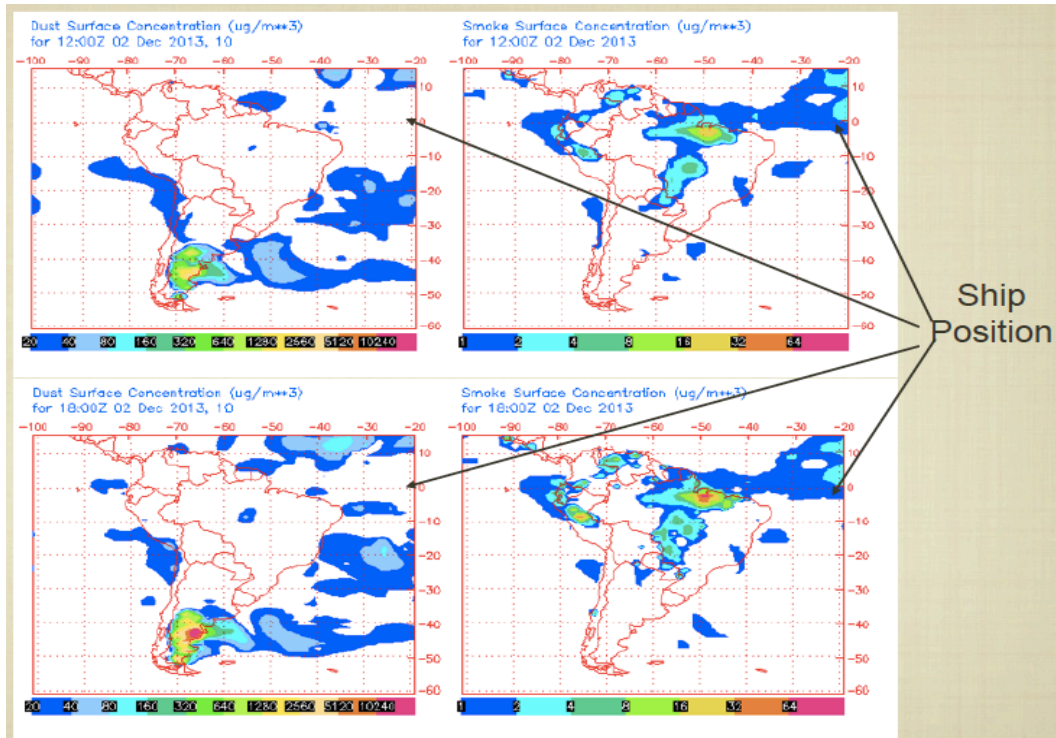 Dust Surface Concentration (ug/m**3)
for 12:00Z 02 Dec 2013, 10
-100 -90 -80 -70 -60 -50 -40 -30 -20
10
0
-10
-20
-30
-40
-50
-60
20 40 80 160 320 640 1280 2560 5120 10240
Smoke Surface Concentration (ug/m**3)
for 12:00Z 02 Dec 2013
-100 -90 -80 -70 -60 -50 -40 -30 -20
10
0
-10
-20
-30
-40
-50
-60
1 2 4 8 16 32 64
Ship
Position
Dust Surface Concentration (ug/m**3)
for 18:00Z 02 Dec 2013, 10
-100 -90 -80 -70 -60 -50 -40 -30 -20
10
0
-10
-20
-30
-40
-50
-60
20 40 80 160 320 640 1280 2560 5120 10240
Smoke Surface Concentration (ug/m**3)
for 18:00Z 02 Dec 2013
-100 -90 -80 -70 -60 -50 -40 -30 -20
10
0
-10
-20
-30
-40
-50
-60
1 2 4 8 16 32 64